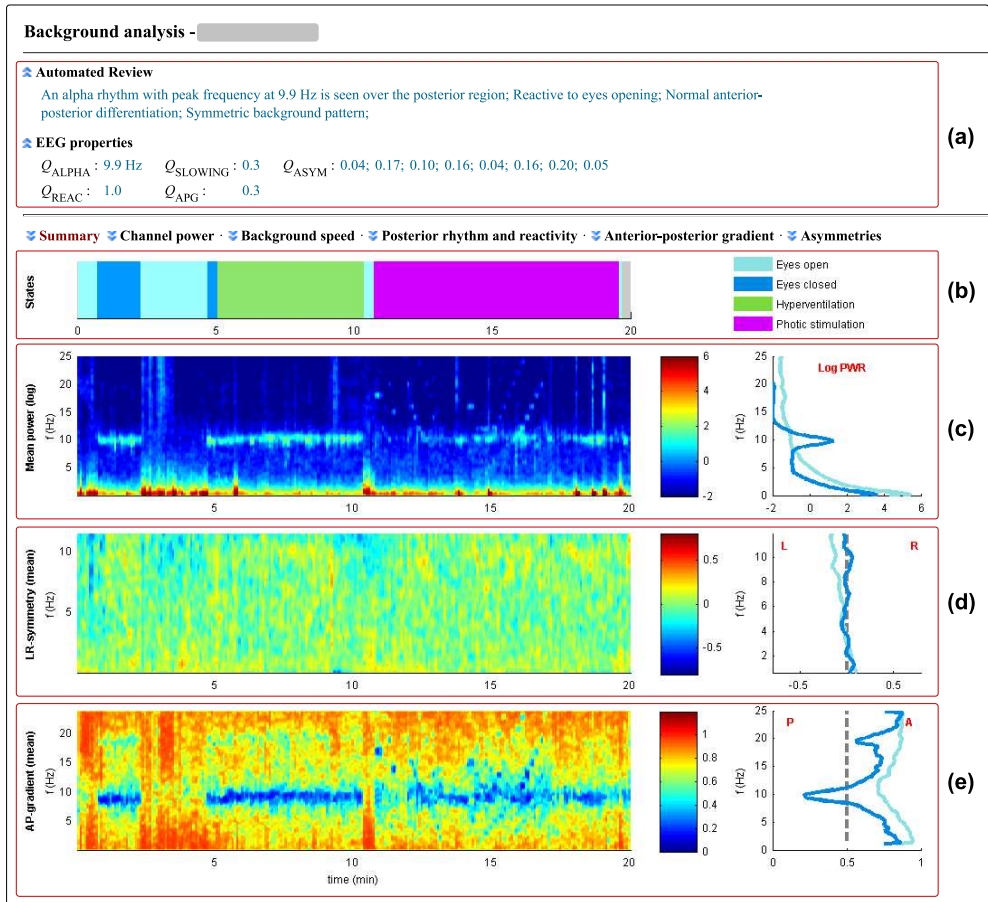 Background analysis -
Automated Review
An alpha rhythm with peak frequency at 9.9 Hz is seen over the posterior region; Reactive to eyes opening; Normal anterior-
posterior differentiation; Symmetric background pattern;
(a)
EEG properties
QALPHA : 9.9 Hz QSLOWING : 0.3 QASYM : 0.04; 0.17; 0.10; 0.16; 0.04; 0.16; 0.20; 0.05
QREAC : 1.0 QAPG : 0.3
Summary Channel power · Background speed · Posterior rhythm and reactivity · Anterior-posterior gradient · Asymmetries
States
0 5 10 15 20
Eyes open
Eyes closed
Hyperventilation
Photic stimulation
(b)
Mean power (log)
f (Hz)
25
20
15
10
5
5 10 15 20
6
4
2
0
-2
Log PWR
f (Hz)
25
20
15
10
5
0
-2 0 2 4 6
(c)
LR-symmetry (mean)
f (Hz)
10
5
5 10 15 20
0.5
0
-0.5
L R
f (Hz)
10
8
6
4
2
-0.5 0 0.5
(d)
AP-gradient (mean)
f (Hz)
20
15
10
5
5 10 15 20
time (min)
1
0.8
0.6
0.4
0.2
0
P A
f (Hz)
25
20
15
10
5
0
0 0.5 1
(e)